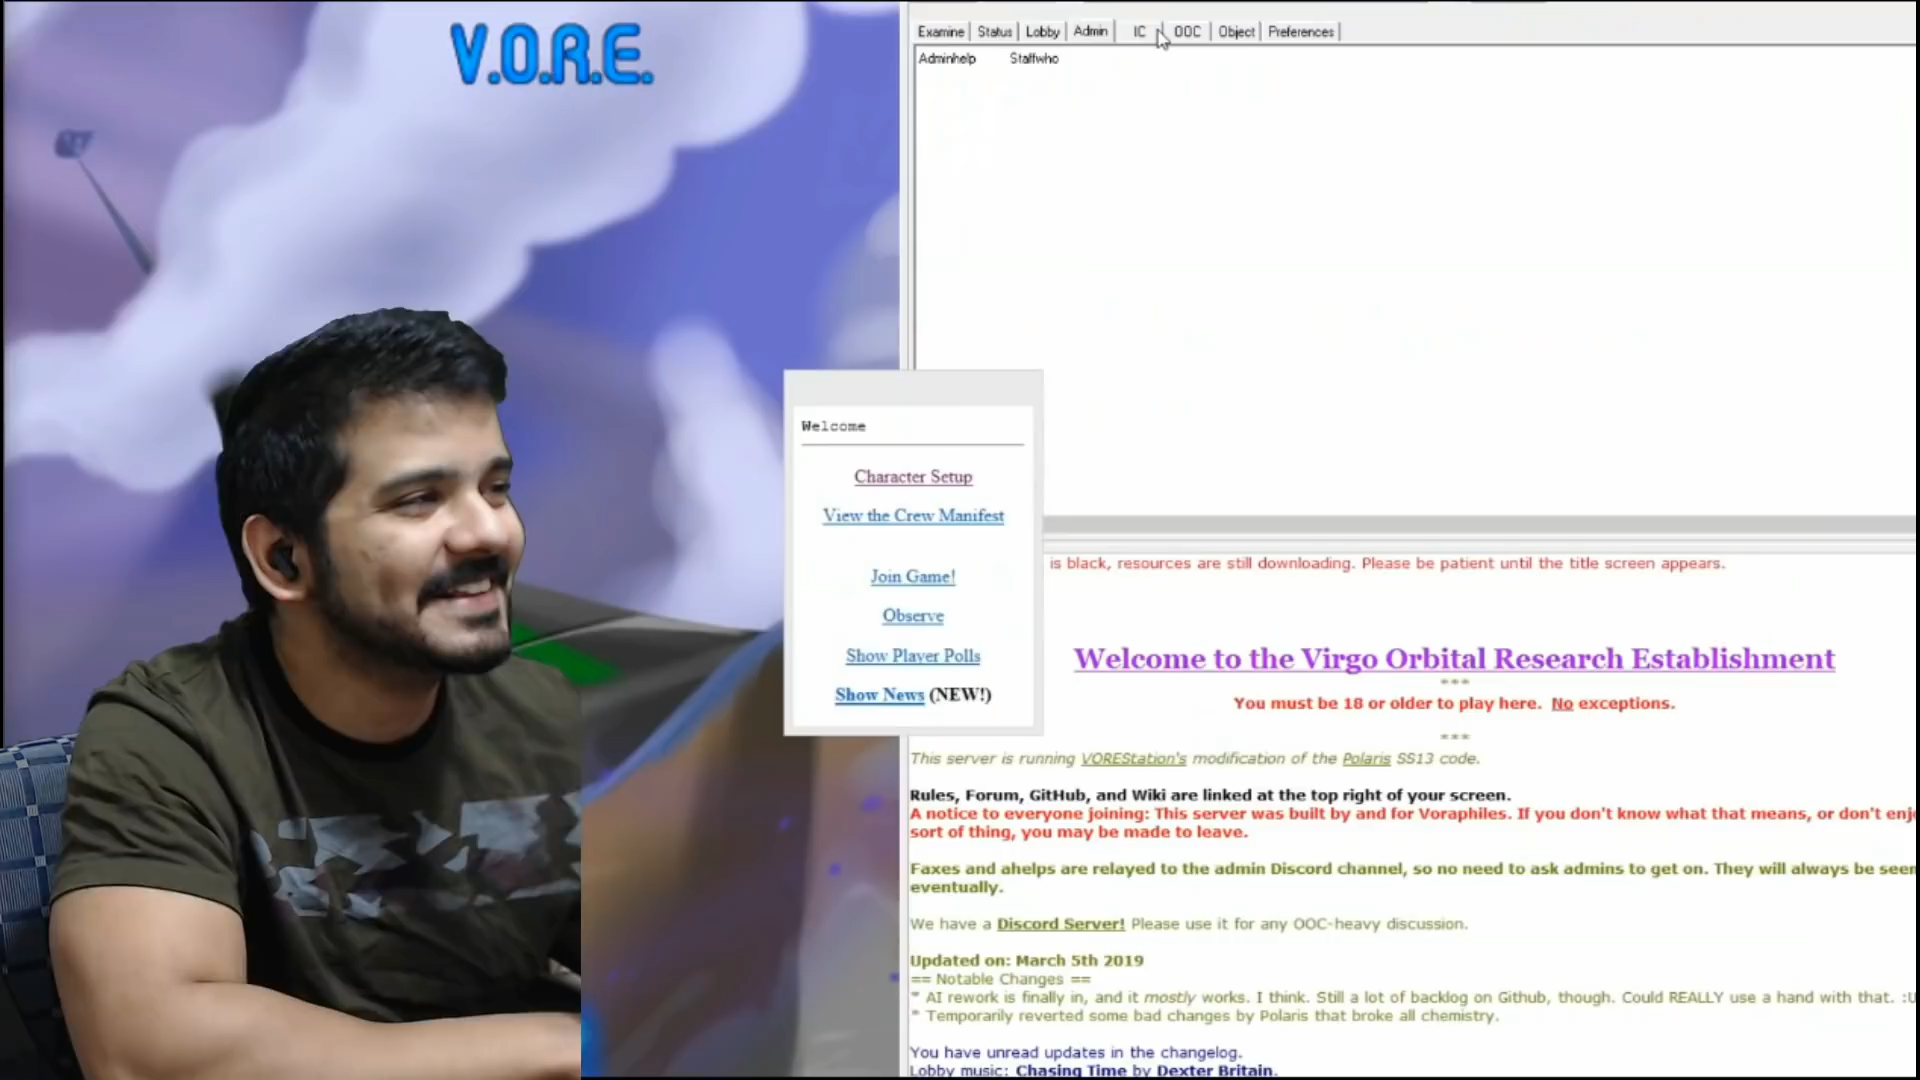 V.O.R.E.
Examine Status Lobby Admin IC OOC Object Preferences
Adminhelp Staffwho
Welcome
Character Setup
View the Crew Manifest
Join Game!
Observe
Show Player Polls
Show News (NEW!)
is black, resources are still downloading. Please be patient until the title screen appears.
Welcome to the Virgo Orbital Research Establishment
***
You must be 18 or older to play here. No exceptions.
***
This server is running VOREStation's modification of the Polaris SS13 code.
Rules, Forum, GitHub, and Wiki are linked at the top right of your screen.
A notice to everyone joining: This server was built by and for Voraphiles. If you don't know what that means, or don't enj
sort of thing, you may be made to leave.
Faxes and ahelps are relayed to the admin Discord channel, so no need to ask admins to get on. They will always be seen
eventually.
We have a Discord Server! Please use it for any OOC-heavy discussion.
Updated on: March 5th 2019
== Notable Changes ==
* AI rework is finally in, and it mostly works. I think. Still a lot of backlog on Github, though. Could REALLY use a hand with that. :U
* Temporarily reverted some bad changes by Polaris that broke all chemistry.
You have unread updates in the changelog.
Lobby music: Chasing Time by Dexter Britain.